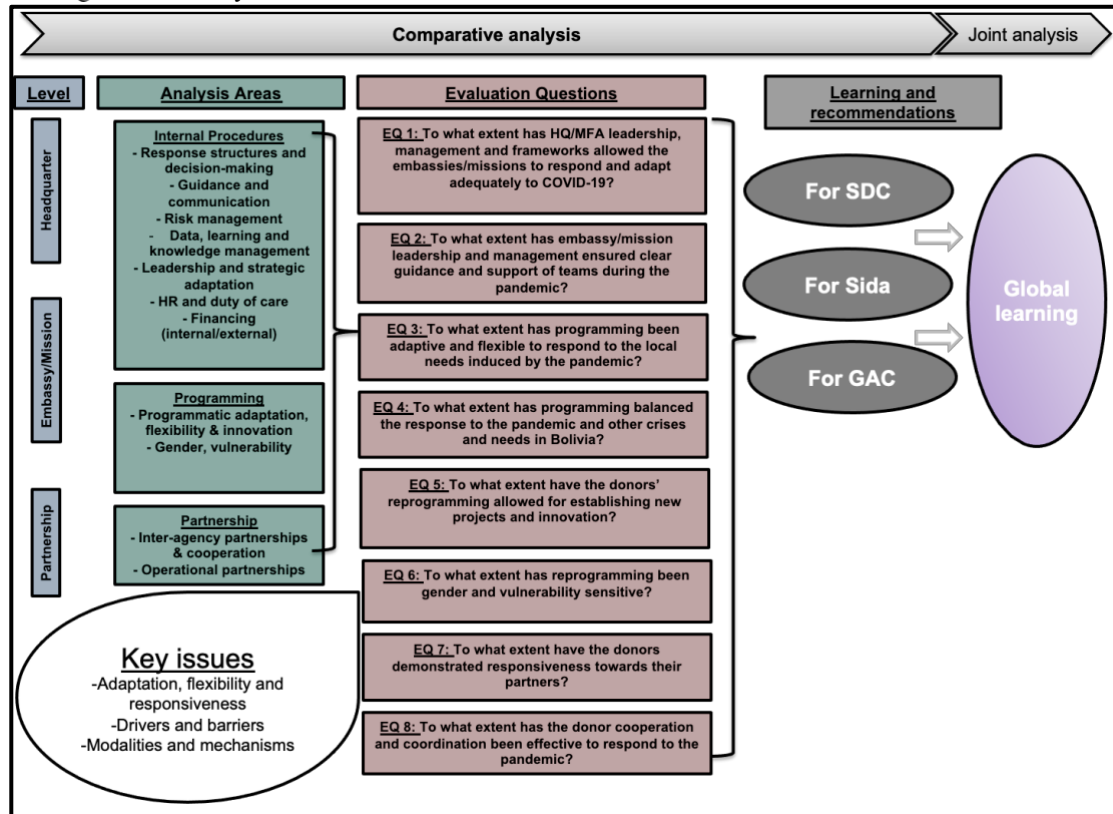 Comparative analysis
Joint analysis
Level
Analysis Areas
Evaluation Questions
Learning and
recommendations
Headquarter
Embassy/Mission
Partnership
Internal Procedures
- Response structures and
decision-making
- Guidance and
communication
- Risk management
- Data, learning and
knowledge management
- Leadership and strategic
adaptation
- HR and duty of care
- Financing
(internal/external)
Programming
- Programmatic adaptation,
flexibility & innovation
- Gender, vulnerability
Partnership
- Inter-agency partnerships
& cooperation
- Operational partnerships
Key issues
-Adaptation, flexibility and
responsiveness
-Drivers and barriers
-Modalities and mechanisms
EQ 1: To what extent has HQ/MFA leadership,
management and frameworks allowed the
embassies/missions to respond and adapt
adequately to COVID-19?
EQ 2: To what extent has embassy/mission
leadership and management ensured clear
guidance and support of teams during the
pandemic?
EQ 3: To what extent has programming been
adaptive and flexible to respond to the local
needs induced by the pandemic?
EQ 4: To what extent has programming balanced
the response to the pandemic and other crises
and needs in Bolivia?
EQ 5: To what extent have the donors'
reprogramming allowed for establishing new
projects and innovation?
EQ 6: To what extent has reprogramming been
gender and vulnerability sensitive?
EQ 7: To what extent have the donors
demonstrated responsiveness towards their
partners?
EQ 8: To what extent has the donor cooperation
and coordination been effective to respond to the
pandemic?
For SDC
For Sida
For GAC
Global
learning